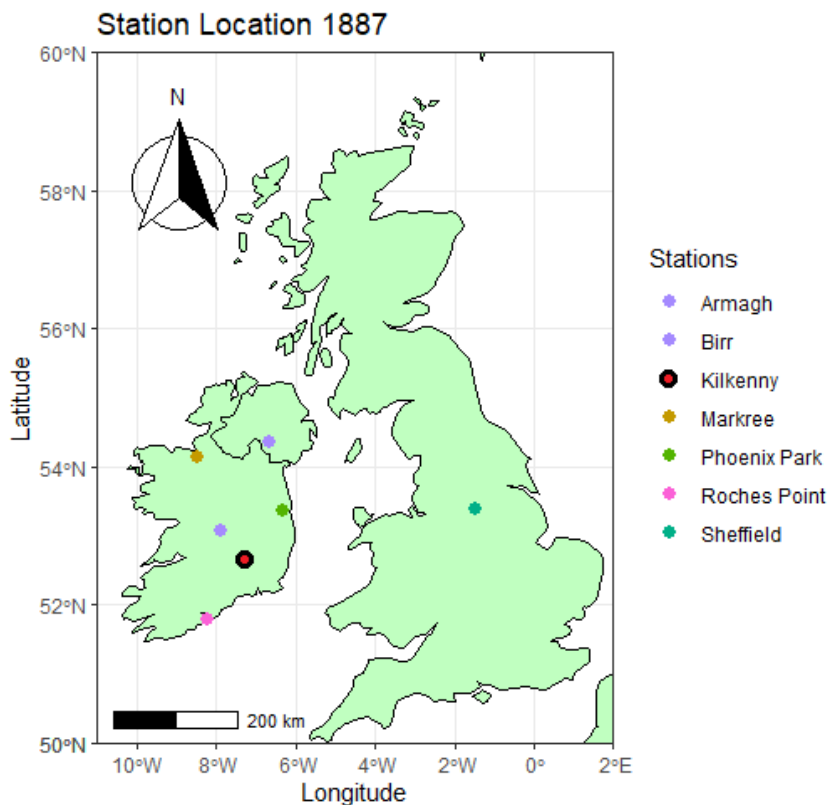 Station Location 1887
N
60°N
58°N
56°N
54°N
52°N
50°N
Latitude
200 km
10°W 8°W 6°W 4°W 2°W 0° 2°E
Longitude
Stations
Armagh
Birr
Kilkenny
Markree
Phoenix Park
Roches Point
Sheffield